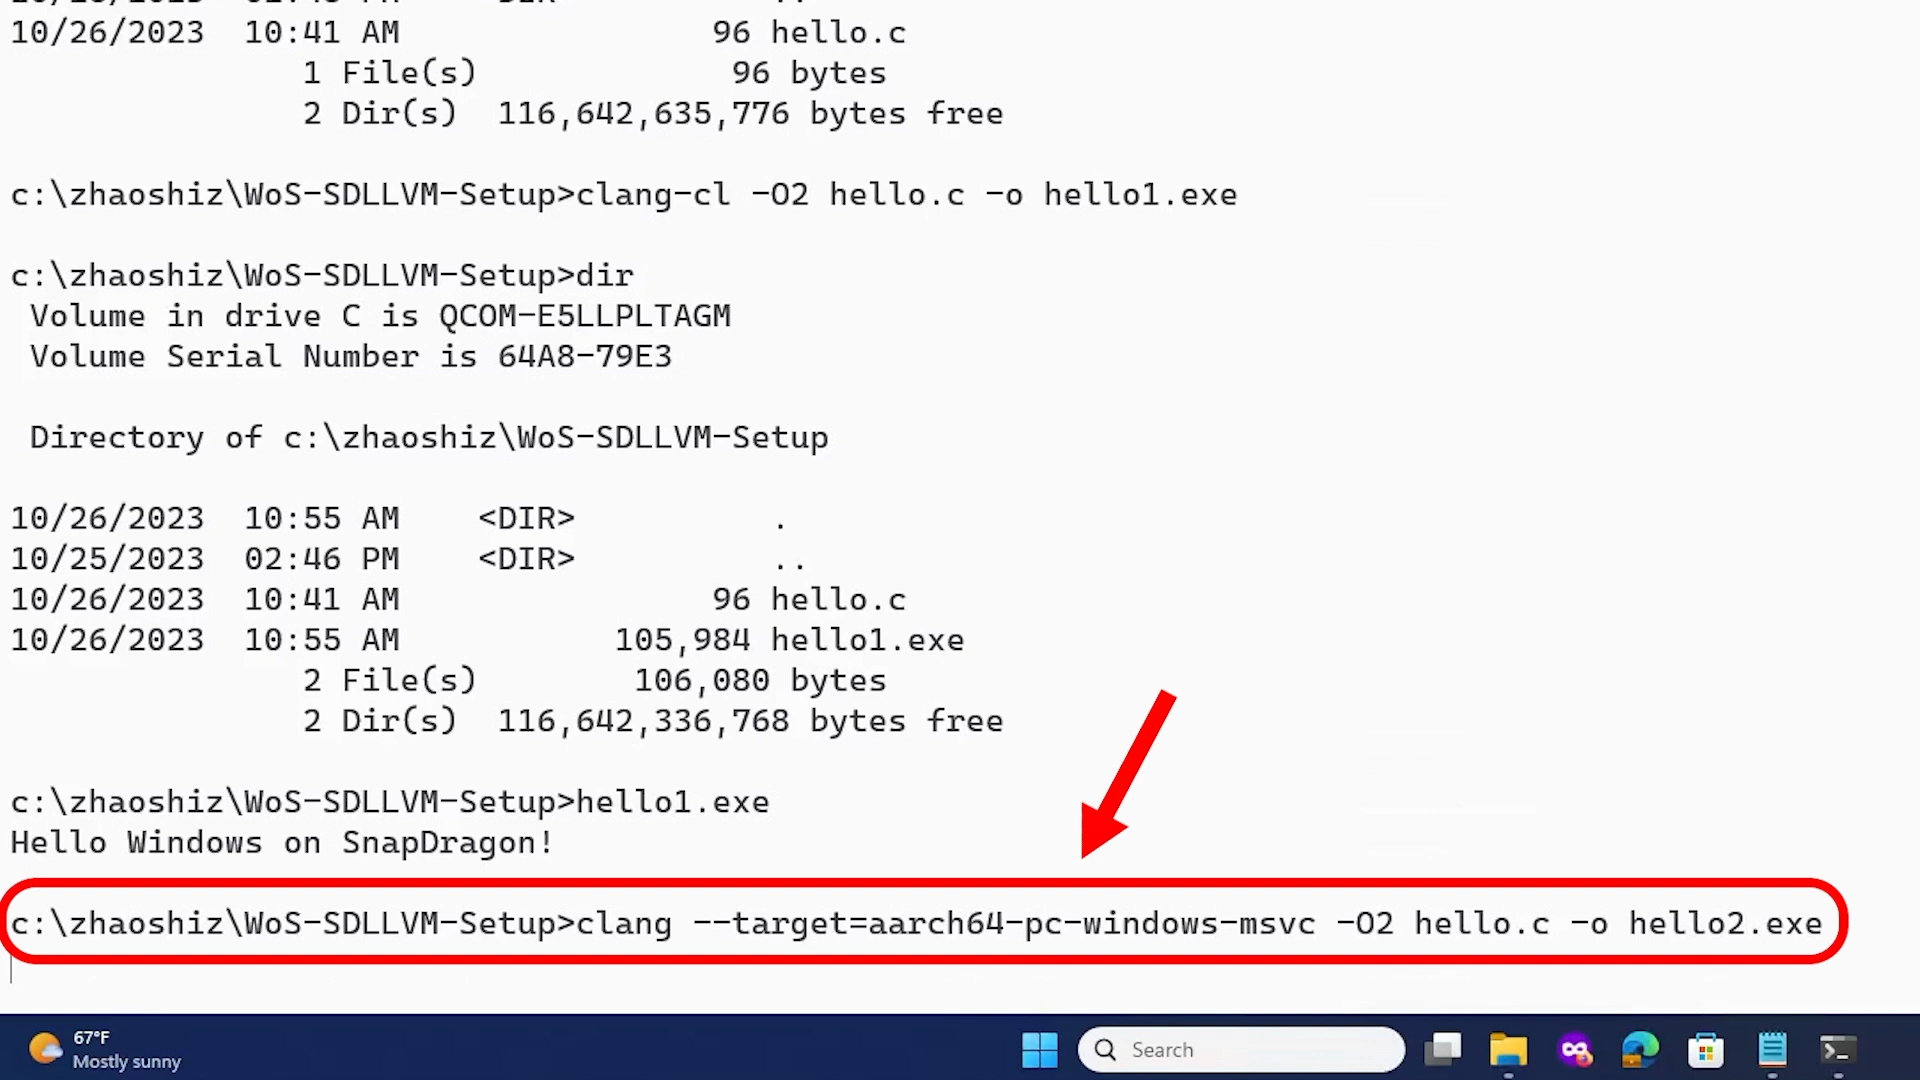 10/26/2023  10:41 AM                96 hello.c
               1 File(s)             96 bytes
               2 Dir(s)  116,642,635,776 bytes free
c:\zhaoshiz\WoS-SDLLVM-Setup>clang-cl -O2 hello.c -o hello1.exe
c:\zhaoshiz\WoS-SDLLVM-Setup>dir
 Volume in drive C is QCOM-E5LLPLTAGM
 Volume Serial Number is 64A8-79E3
 Directory of c:\zhaoshiz\WoS-SDLLVM-Setup
10/26/2023  10:55 AM    <DIR>          .
10/25/2023  02:46 PM    <DIR>          ..
10/26/2023  10:41 AM                96 hello.c
10/26/2023  10:55 AM           105,984 hello1.exe
               2 File(s)        106,080 bytes
               2 Dir(s)  116,642,336,768 bytes free
c:\zhaoshiz\WoS-SDLLVM-Setup>hello1.exe
Hello Windows on SnapDragon!
c:\zhaoshiz\WoS-SDLLVM-Setup>clang --target=aarch64-pc-windows-msvc -O2 hello.c -o hello2.exe
67°F
Mostly sunny
Search